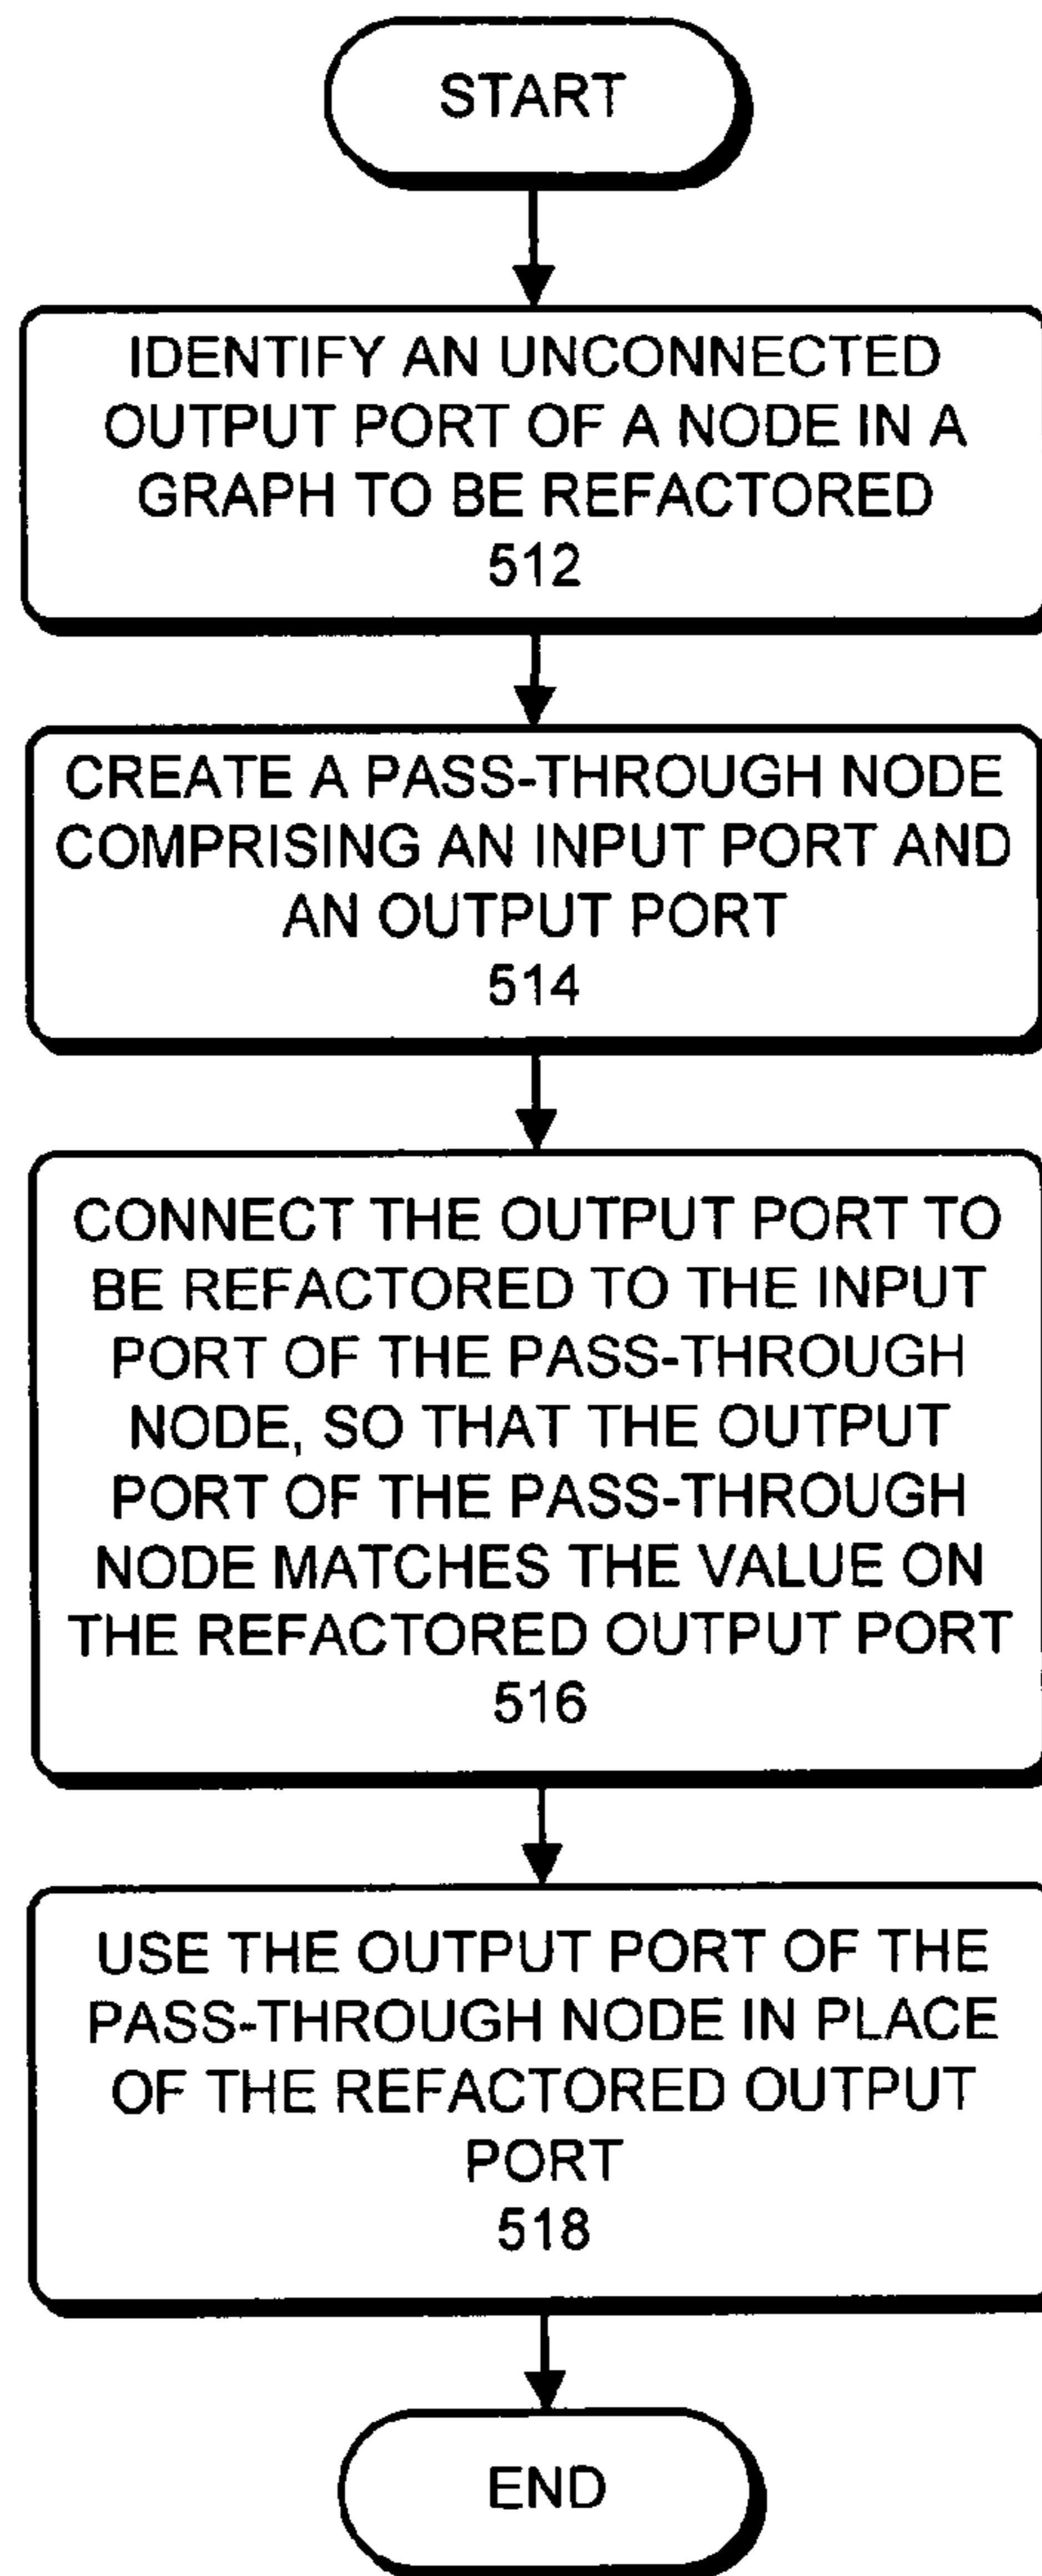 START
IDENTIFY AN UNCONNECTED
OUTPUT PORT OF A NODE IN A
GRAPH TO BE REFACTORED
512
CREATE A PASS-THROUGH NODE
COMPRISING AN INPUT PORT AND
AN OUTPUT PORT
514
CONNECT THE OUTPUT PORT TO
BE REFACTORED TO THE INPUT
PORT OF THE PASS-THROUGH
NODE, SO THAT THE OUTPUT
PORT OF THE PASS-THROUGH
NODE MATCHES THE VALUE ON
THE REFACTORED OUTPUT PORT
516
USE THE OUTPUT PORT OF THE
PASS-THROUGH NODE IN PLACE
OF THE REFACTORED OUTPUT
PORT
518
END